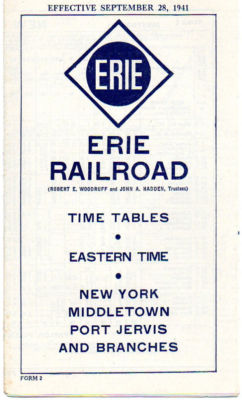 EFFECTIVE SEPTEMBER 28, 1941
ERIE
ERIE
RAILROAD
(ROBERT E. WOODRUFF and JOHN A. HADDEN, Trustees)
TIME TABLES
•
EASTERN TIME
•
NEW YORK
MIDDLETOWN
PORT JERVIS
AND BRANCHES
FORM 2